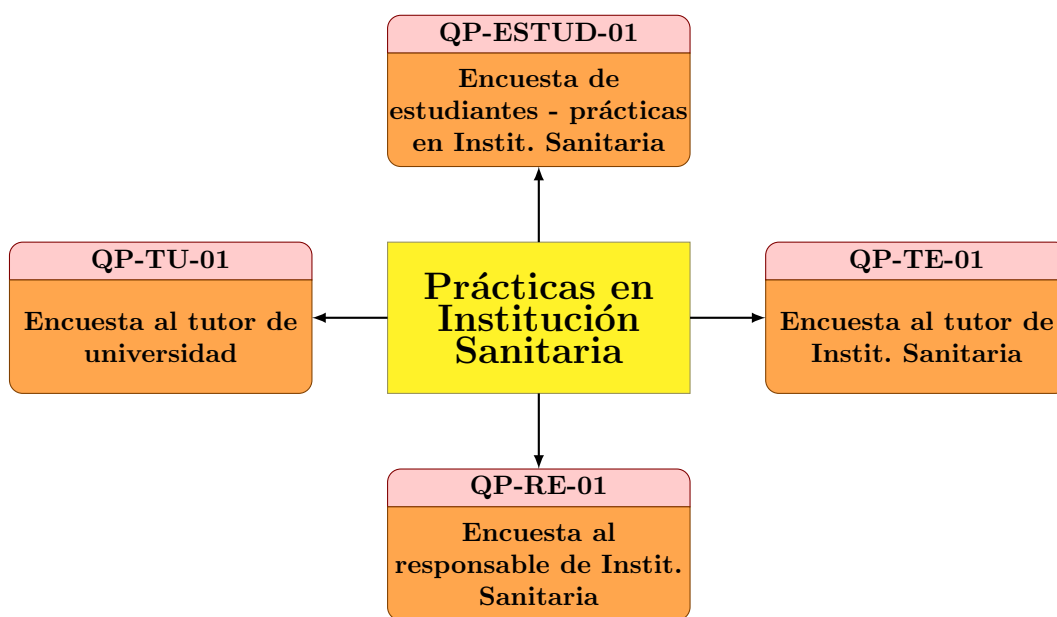 QP-ESTUD-01
Encuesta de
estudiantes - prácticas
en Instit. Sanitaria
QP-TU-01
Encuesta al tutor de
universidad
Prácticas en
Institución
Sanitaria
QP-TE-01
Encuesta al tutor de
Instit. Sanitaria
QP-RE-01
Encuesta al
responsable de Instit.
Sanitaria